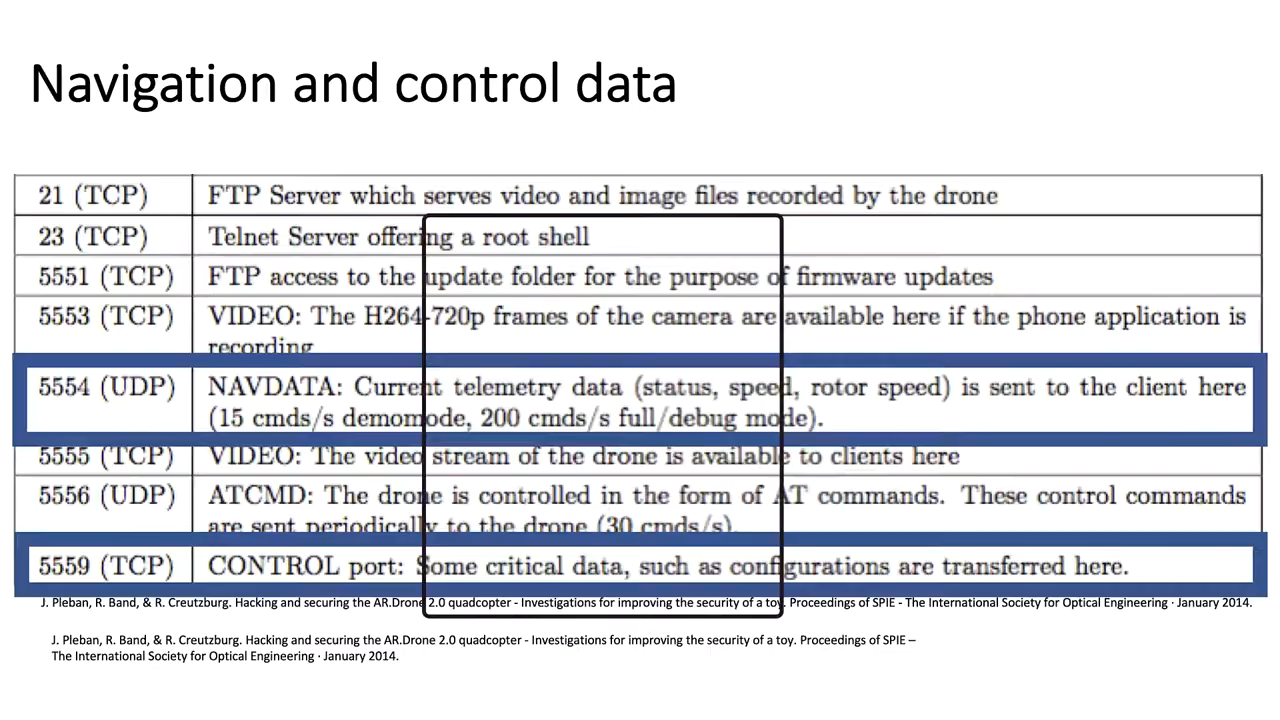 Navigation and control data
21 (TCP) FTP Server which serves video and image files recorded by the drone
23 (TCP) Telnet Server offering a root shell
5551 (TCP) FTP access to the update folder for the purpose of firmware updates
5553 (TCP) VIDEO: The H264-720p frames of the camera are available here if the phone application is
recording
5554 (UDP) NAVDATA: Current telemetry data (status, speed, rotor speed) is sent to the client here
(15 cmds/s demomode, 200 cmds/s full/debug mode).
5555 (TCP) VIDEO: The video stream of the drone is available to clients here
5556 (UDP) ATCMD: The drone is controlled in the form of AT commands. These control commands
are sent periodically to the drone (30 cmds/s).
5559 (TCP) CONTROL port: Some critical data, such as configurations are transferred here.
J. Pleban, R. Band, & R. Creutzburg. Hacking and securing the AR.Drone 2.0 quadcopter - Investigations for improving the security of a toy. Proceedings of SPIE - The International Society for Optical Engineering · January 2014.
J. Pleban, R. Band, & R. Creutzburg. Hacking and securing the AR.Drone 2.0 quadcopter - Investigations for improving the security of a toy. Proceedings of SPIE –
The International Society for Optical Engineering · January 2014.